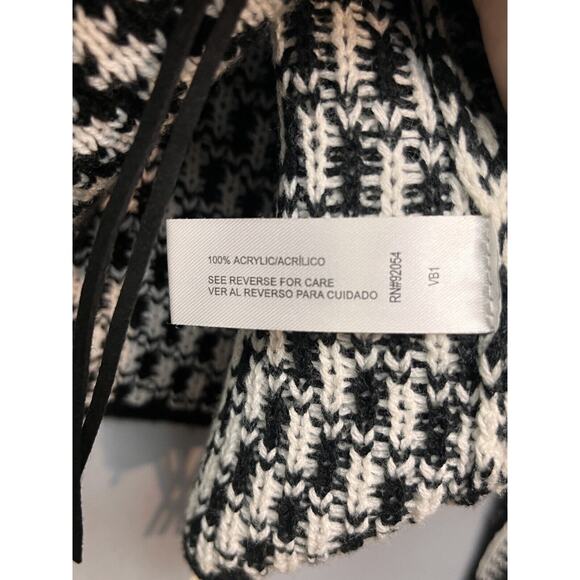 100% ACRYLIC/ACRÍLICO
SEE REVERSE FOR CARE
VER AL REVERSO PARA CUIDADO
RN#92054
VB1